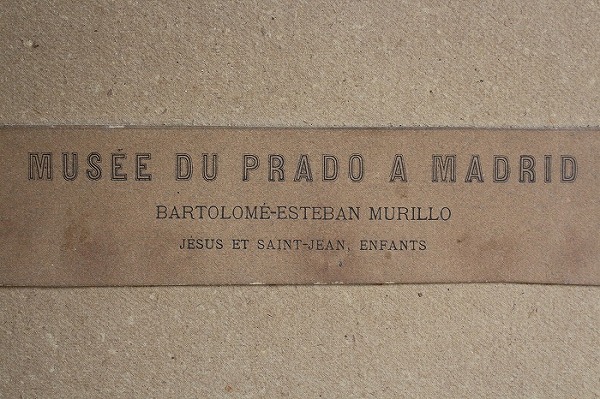 MUSÉE DU PRADO A MADRID
BARTOLOMÉ-ESTEBAN MURILLO
JÉSUS ET SAINT-JEAN, ENFANTS